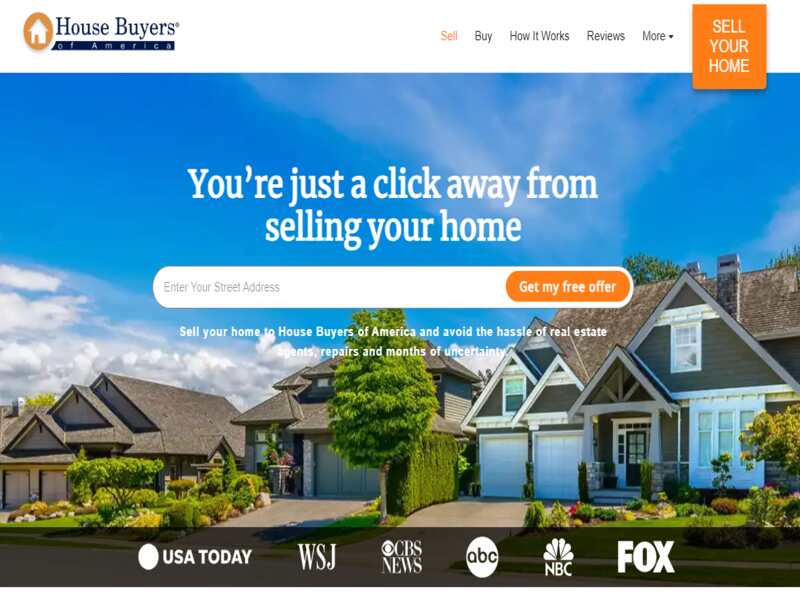 House Buyers®
of America
Sell
Buy
How It Works
Reviews
More
SELL
YOUR
HOME
You're just a click away from
selling your home
Enter Your Street Address
Get my free offer
Sell your home to House Buyers of America and avoid the hassle of real estate
agents, repairs and months of uncertainty.
USA TODAY
WSJ
CBS
NEWS
abc
NBC
FOX